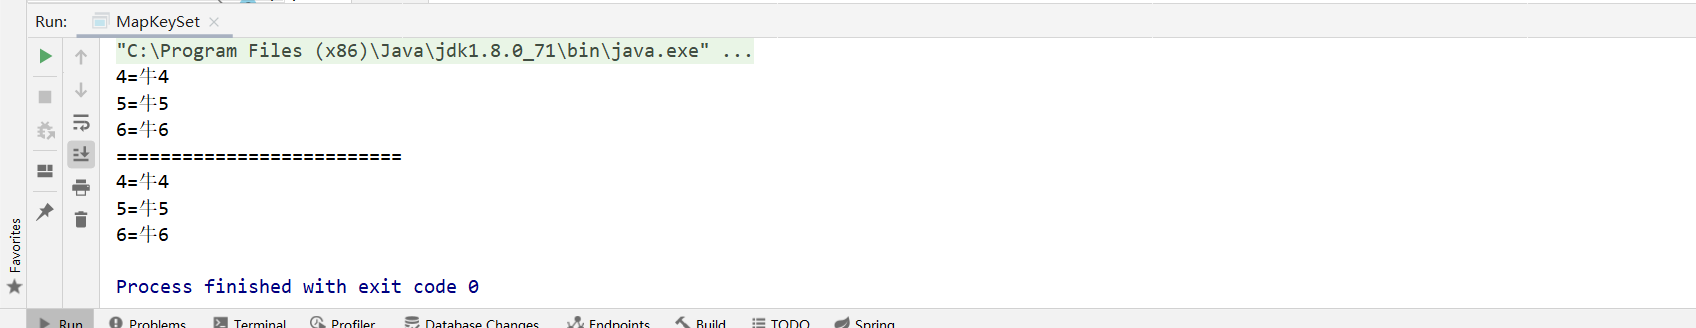 Run: MapKeySet
"C:\Program Files (x86)\Java\jdk1.8.0_71\bin\java.exe" ...
4=牛4
5=牛5
6=牛6
==========================
4=牛4
5=牛5
6=牛6
Process finished with exit code 0
Favorites
Run Problems Terminal Profiler Database Changes Endpoints Build TODO Spring